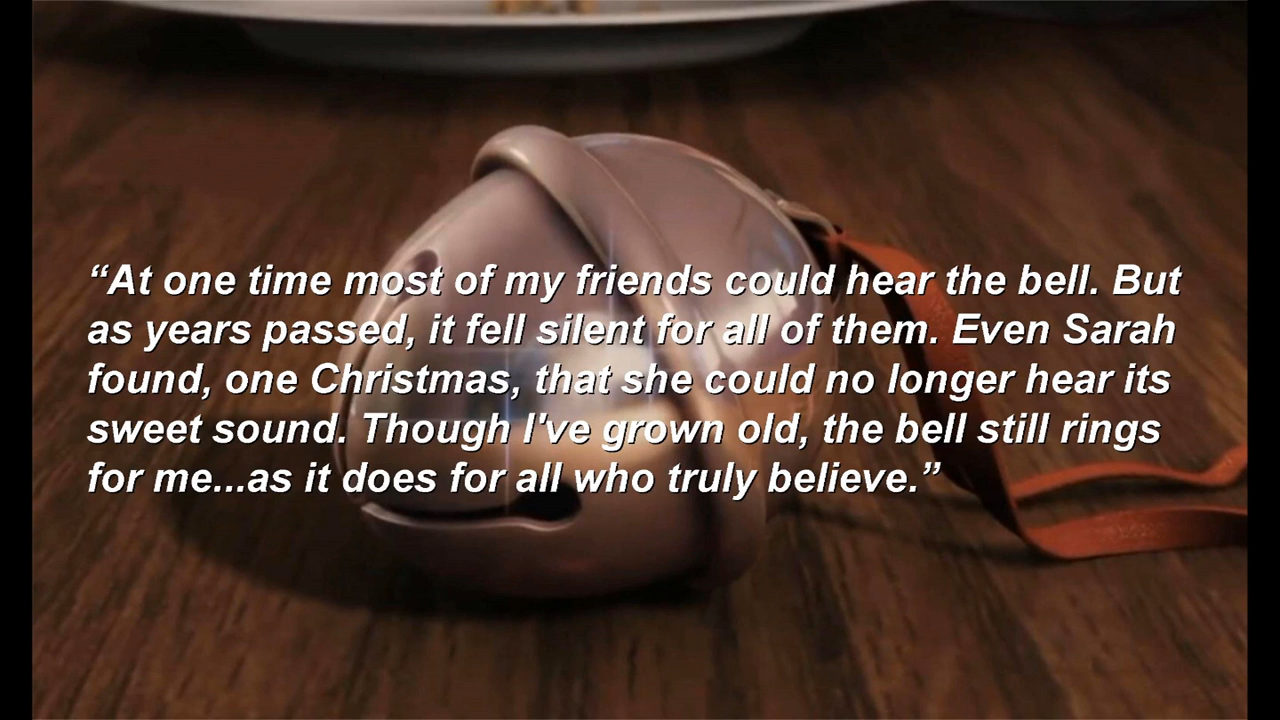 “At one time most of my friends could hear the bell. But
as years passed, it fell silent for all of them. Even Sarah
found, one Christmas, that she could no longer hear its
sweet sound. Though I've grown old, the bell still rings
for me...as it does for all who truly believe.”